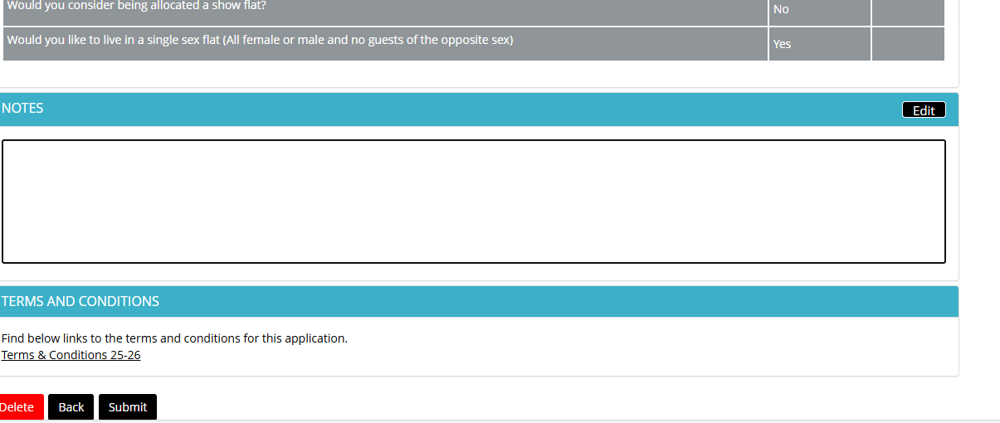 Would you consider being allocated a show flat?
No
Would you like to live in a single sex flat (All female or male and no guests of the opposite sex)
Yes
NOTES
Edit
TERMS AND CONDITIONS
Find below links to the terms and conditions for this application.
Terms & Conditions 25-26
Delete
Back
Submit